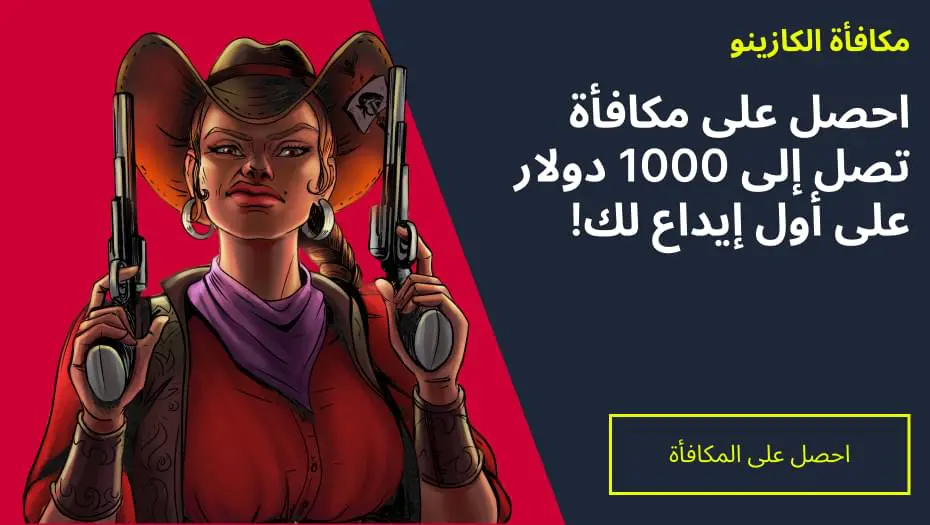 مكافأة الكازينو
احصل على مكافأة
تصل إلى 1000 دولار
على أول إيداع لك!
احصل على المكافأة